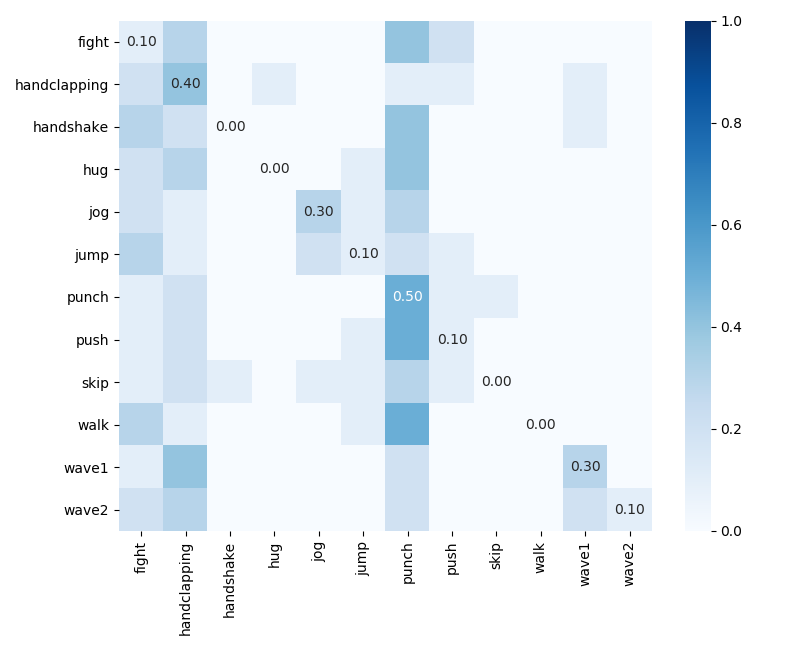 fight 0.10 1.0
handclapping 0.40
handshake 0.00 0.8
hug 0.00
jog 0.30 0.6
jump 0.10
punch 0.50 0.4
push 0.10
skip 0.00
walk 0.00 0.2
wave1 0.30
wave2 0.10 0.0
fight handclapping handshake hug jog jump punch push skip walk wave1 wave2